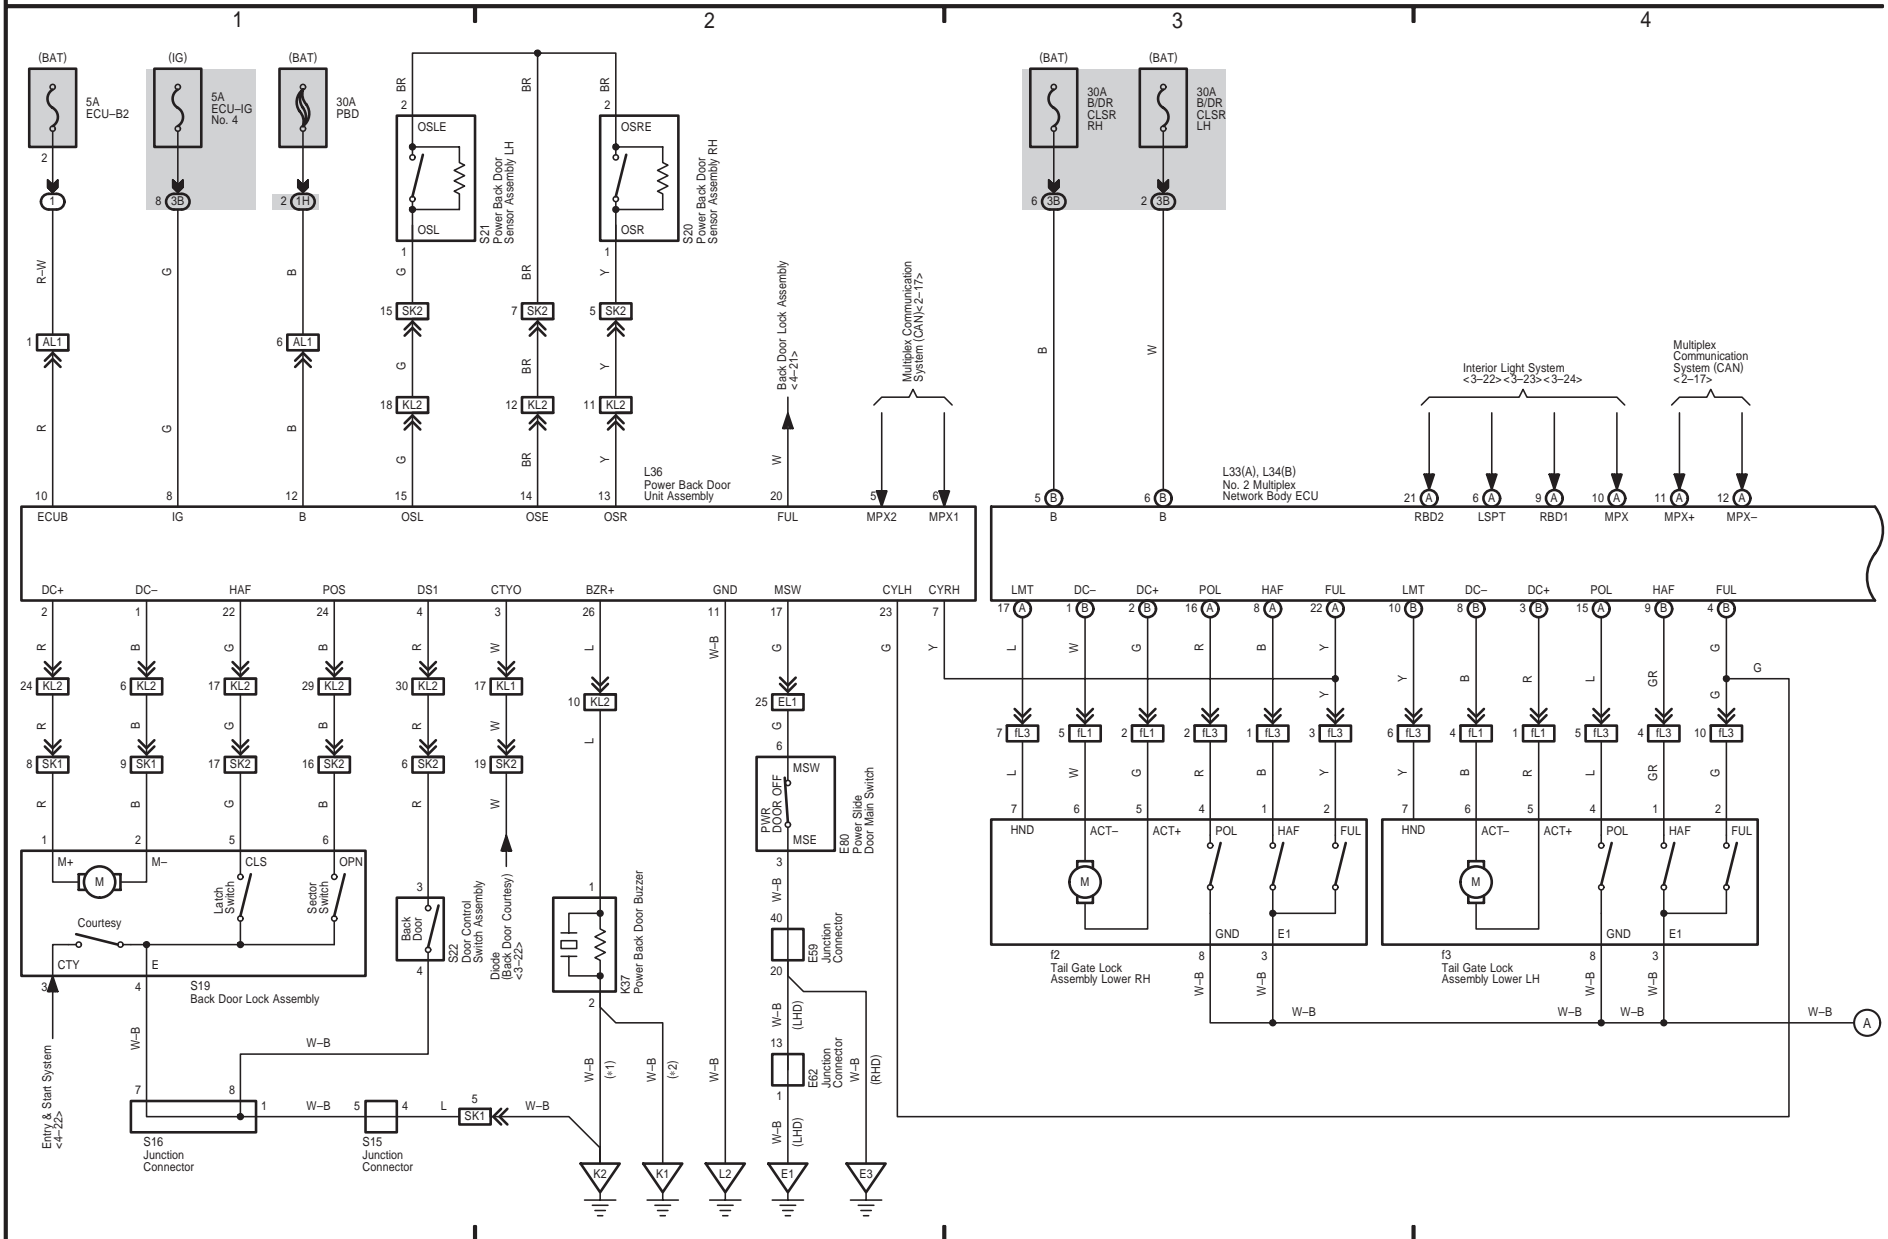 1
2
3
4
(BAT)
(IG)
(BAT)
(BAT)
(BAT)
5A
ECU–B2
5A
ECU–IG
No. 4
30A
PBD
30A
B/DR
CLSR
RH
30A
B/DR
CLSR
LH
2
1
8 3B
2 1H
6 3B
2 3B
BR
BR
BR
2
2
OSLE
OSL
OSRE
OSR
S21
Power Back Door
Sensor Assembly LH
S20
Power Back Door
Sensor Assembly RH
1
1
R–W
G
B
G
BR
Y
15 SK2
7 SK2
5 SK2
1 AL1
6 AL1
G
BR
Y
18 KL2
12 KL2
11 KL2
R
G
B
G
BR
Y
W
B
W
Back Door Lock Assembly
<4–21>
Multiplex Communication
System (CAN)<2–17>
Interior Light System
<3–22><3–23><3–24>
Multiplex
Communication
System (CAN)
<2–17>
L36
Power Back Door
Unit Assembly
L33(A), L34(B)
No. 2 Multiplex
Network Body ECU
10
8
12
15
14
13
20
5
6
5 B
6 B
21 A
6 A
9 A
10 A
11 A
12 A
ECUB
IG
B
OSL
OSE
OSR
FUL
MPX2
MPX1
B
B
RBD2
LSPT
RBD1
MPX
MPX+
MPX–
DC+
DC–
HAF
POS
DS1
CTYO
BZR+
GND
MSW
CYLH
CYRH
LMT
DC–
DC+
POL
HAF
FUL
LMT
DC–
DC+
POL
HAF
FUL
2
1
22
24
4
3
26
11
17
23
7
17 A
1 B
2 B
16 A
8 A
22 A
10 B
8 B
3 B
15 A
9 B
4 B
R
B
G
B
R
W
L
W–B
G
G
Y
L
W
G
R
B
Y
Y
B
R
L
GR
G
G
24 KL2
6 KL2
17 KL2
29 KL2
30 KL2
17 KL1
10 KL2
25 EL1
Y
G
R
B
G
B
R
W
L
G
7 fL3
5 fL1
2 fL1
2 fL3
1 fL3
3 fL3
6 fL3
4 fL1
1 fL1
5 fL3
4 fL3
10 fL3
8 SK1
9 SK1
17 SK2
16 SK2
6 SK2
19 SK2
6
MSW
PWR
DOOR OFF
MSE
E80
Power Slide
Door Main Switch
3
L
W
G
R
B
Y
Y
B
R
L
GR
G
R
B
G
B
R
W
7
6
5
4
1
2
7
6
5
4
1
2
HND
ACT–
ACT+
POL
HAF
FUL
HND
ACT–
ACT+
POL
HAF
FUL
M
M
GND
E1
GND
E1
f2
Tail Gate Lock
Assembly Lower RH
f3
Tail Gate Lock
Assembly Lower LH
8
3
8
3
W–B
W–B
W–B
W–B
W–B
W–B
W–B
W–B
A
1
2
5
6
M+
M–
CLS
OPN
M
Latch
Switch
Sector
Switch
Courtesy
CTY
E
3
4
S19
Back Door Lock Assembly
3
Back
Door
4
S22
Door Control
Switch Assembly
Diode
(Back Door Courtesy)
<3–22>
1
2
K37
Power Back Door Buzzer
W–B
40
E59
Junction
Connector
20
W–B
(LHD)
13
E62
Junction
Connector
1
W–B
(LHD)
W–B
(RHD)
W–B
W–B
Entry & Start System
<4–22>
W–B
(*1)
W–B
(*2)
W–B
7
8
1
W–B
5
4
L
5
SK1
W–B
S16
Junction
Connector
S15
Junction
Connector
K2
K1
L2
E1
E3